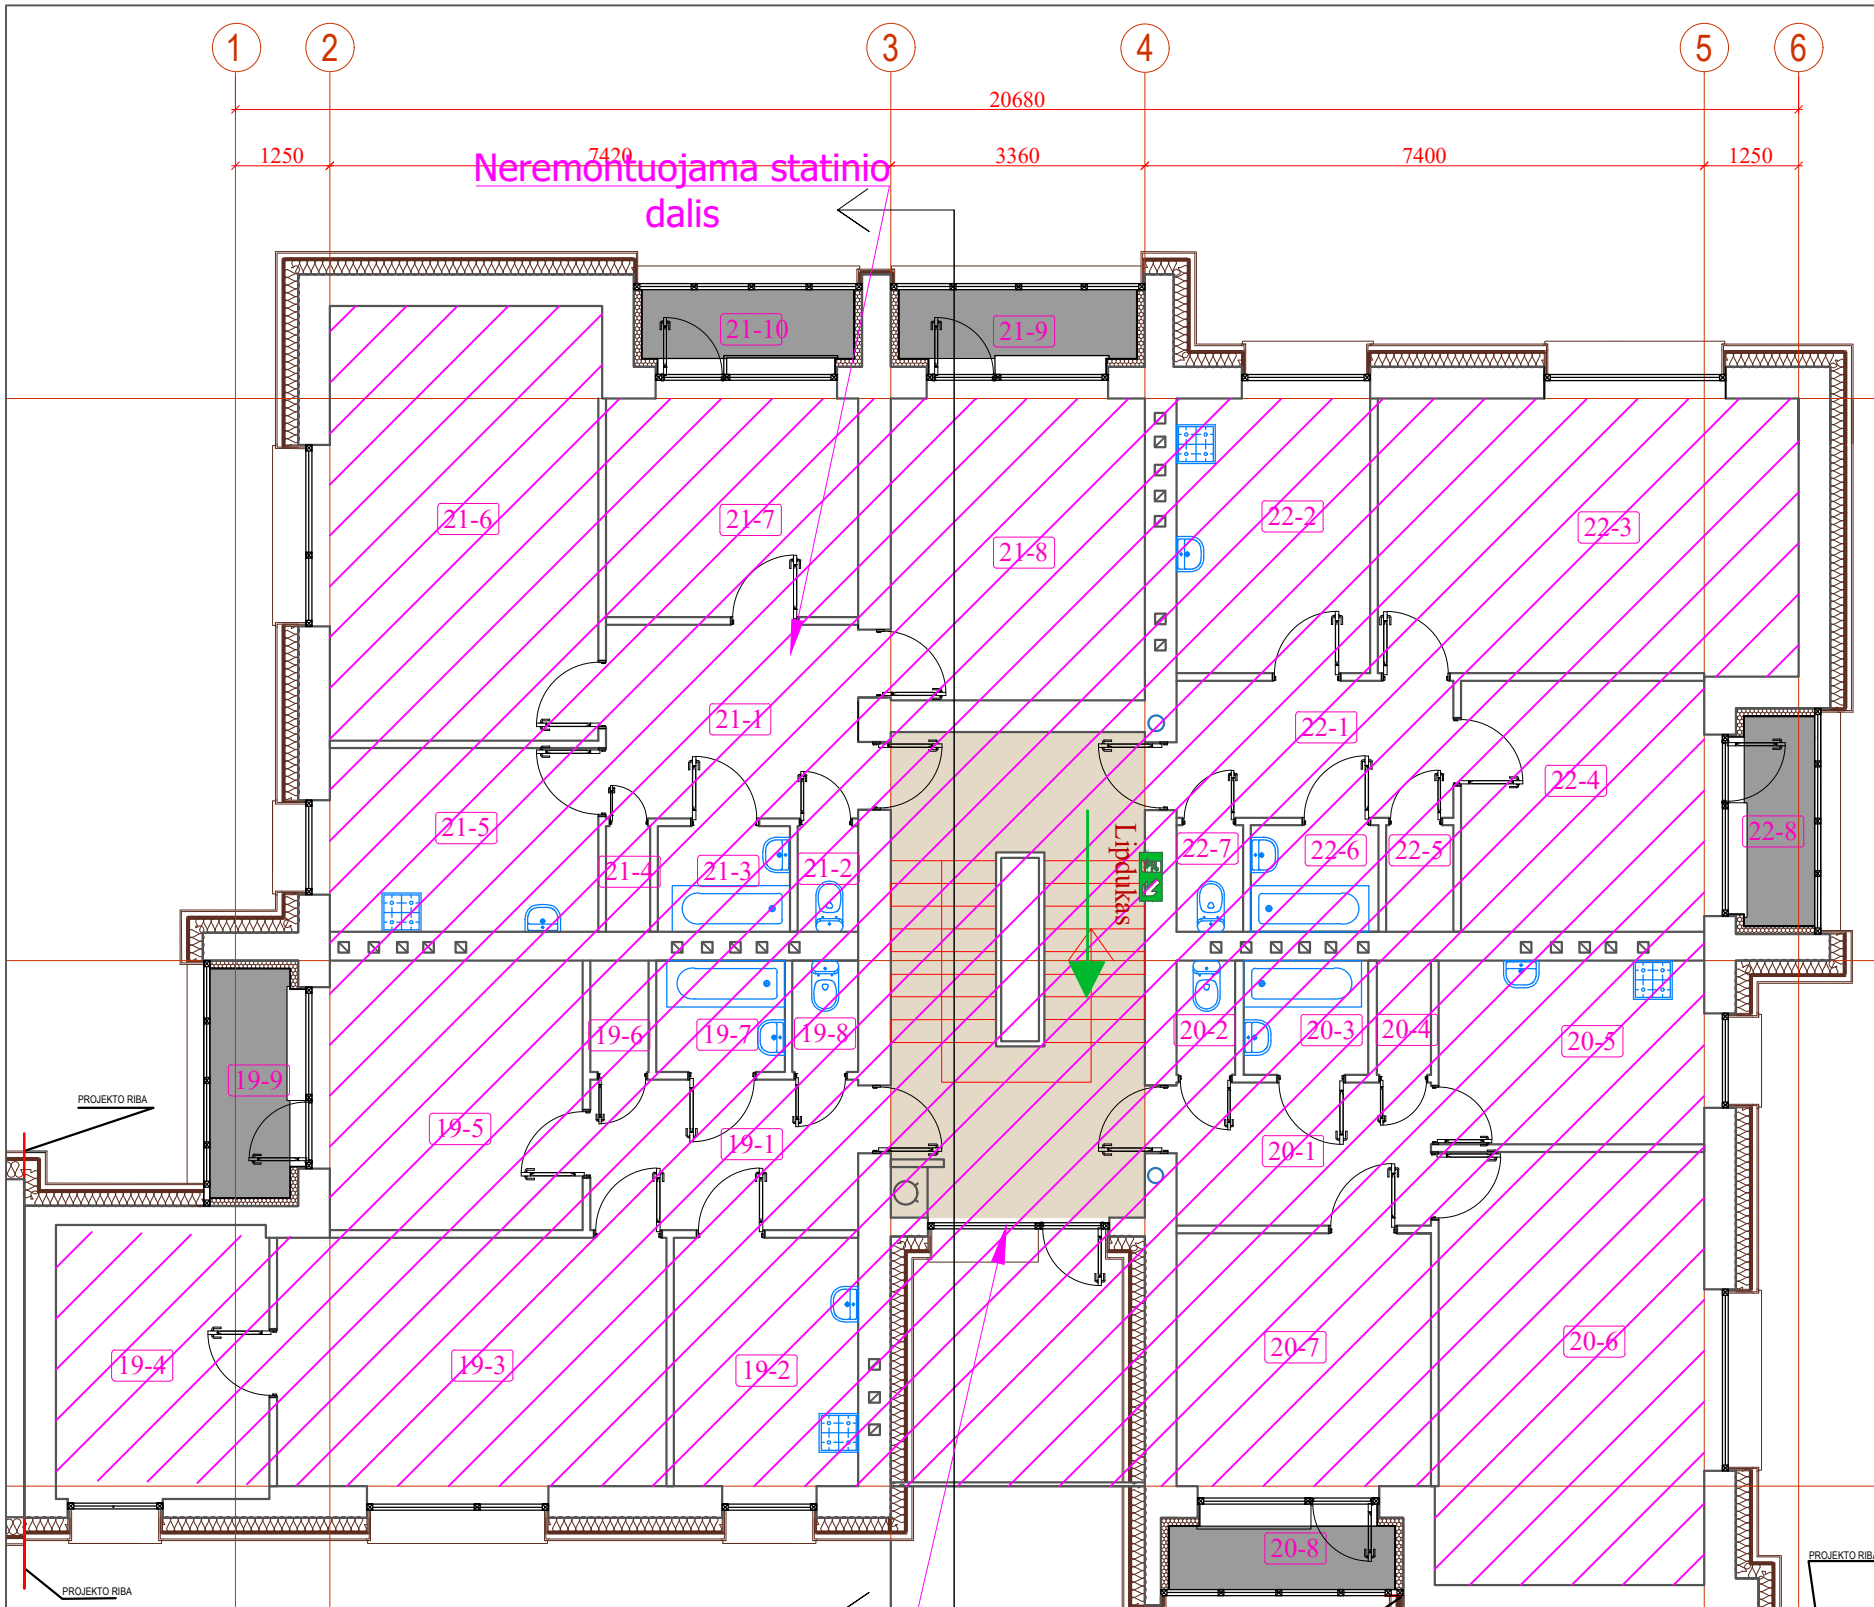 1 2 3 4 5 6
20680
1250 7420 3360 7400 1250
Neremontuojama statinio
dalis
21-10 21-9
21-6 21-7 21-8 22-2 22-3
21-1 22-1
21-5 22-4
21-4 21-3 21-2 22-7 22-6 22-5 22-8
Lipdukas
19-6 19-7 19-8 20-2 20-3 20-4 20-5
19-9
PROJEKTO RIBA
19-5 19-1 20-1
19-4 19-3 19-2 20-7 20-6
20-8
PROJEKTO RIBA
PROJEKTO RIBA